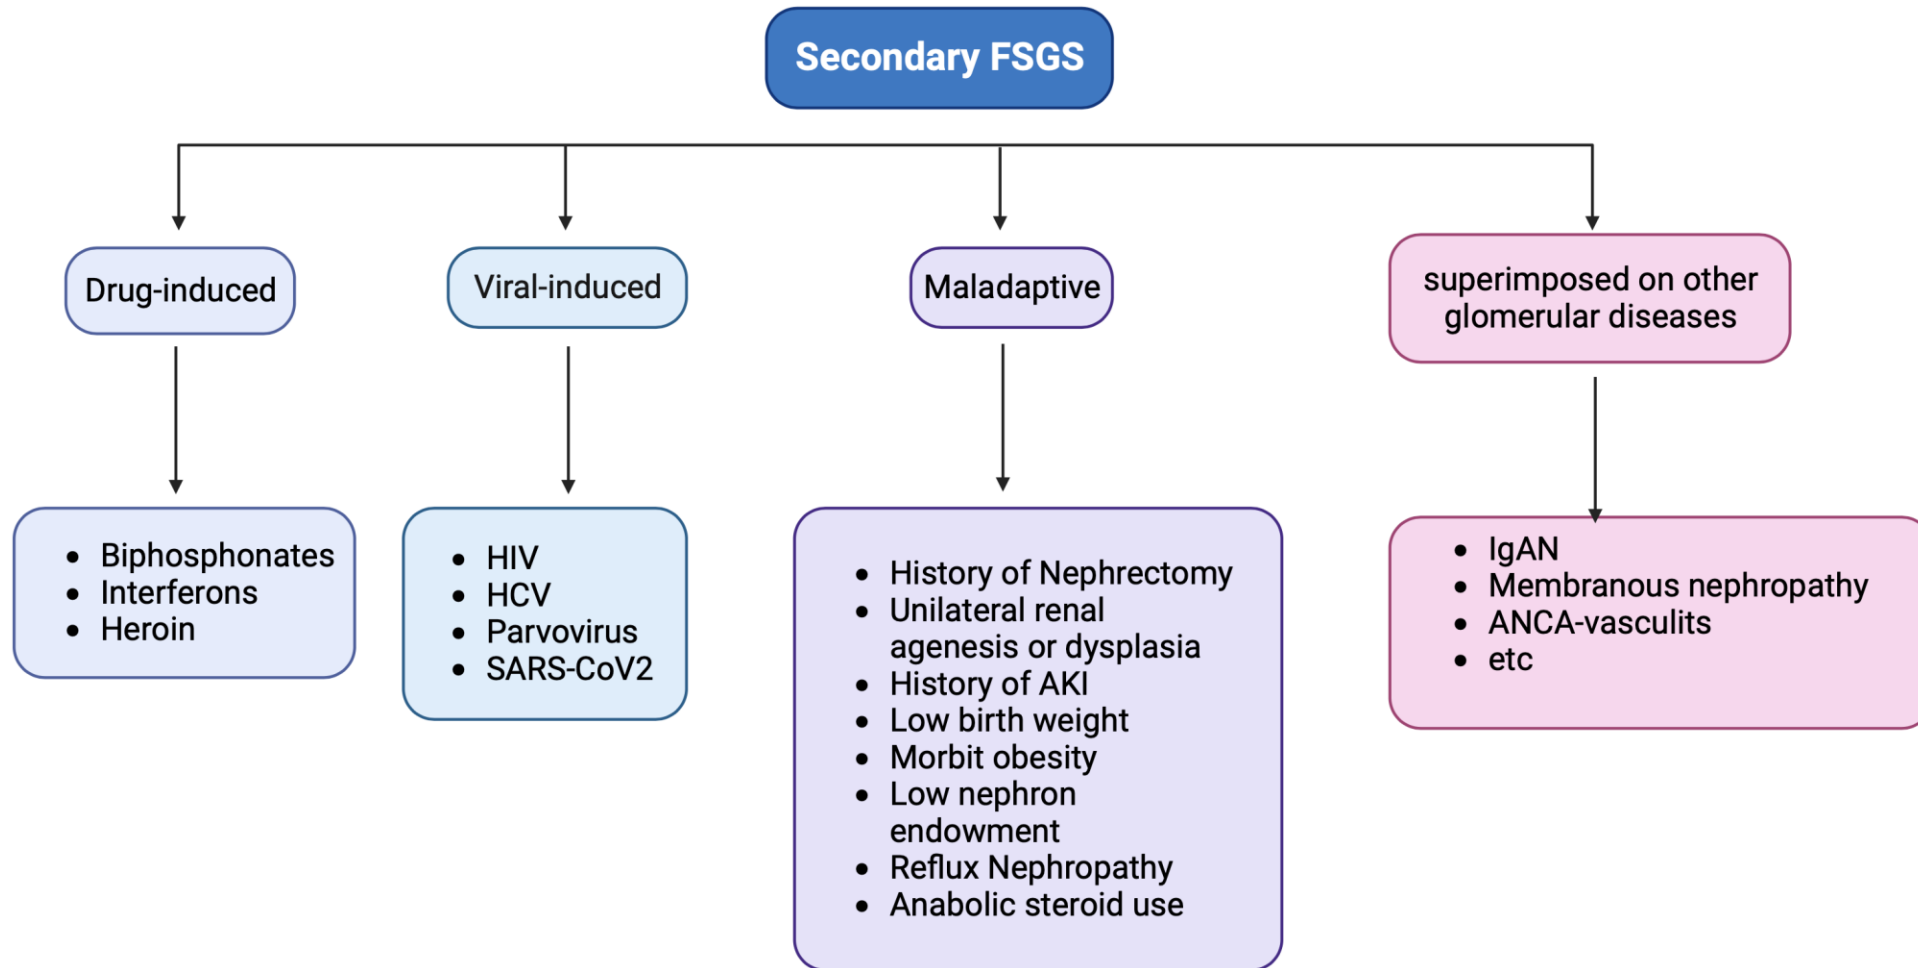 Secondary FSGS
Drug-induced
Viral-induced
Maladaptive
superimposed on other
glomerular diseases
• Biphosphonates
• Interferons
• Heroin
• HIV
• HCV
• Parvovirus
• SARS-CoV2
• History of Nephrectomy
• Unilateral renal
agenesis or dysplasia
• History of AKI
• Low birth weight
• Morbit obesity
• Low nephron
endowment
• Reflux Nephropathy
• Anabolic steroid use
• IgAN
• Membranous nephropathy
• ANCA-vasculits
• etc